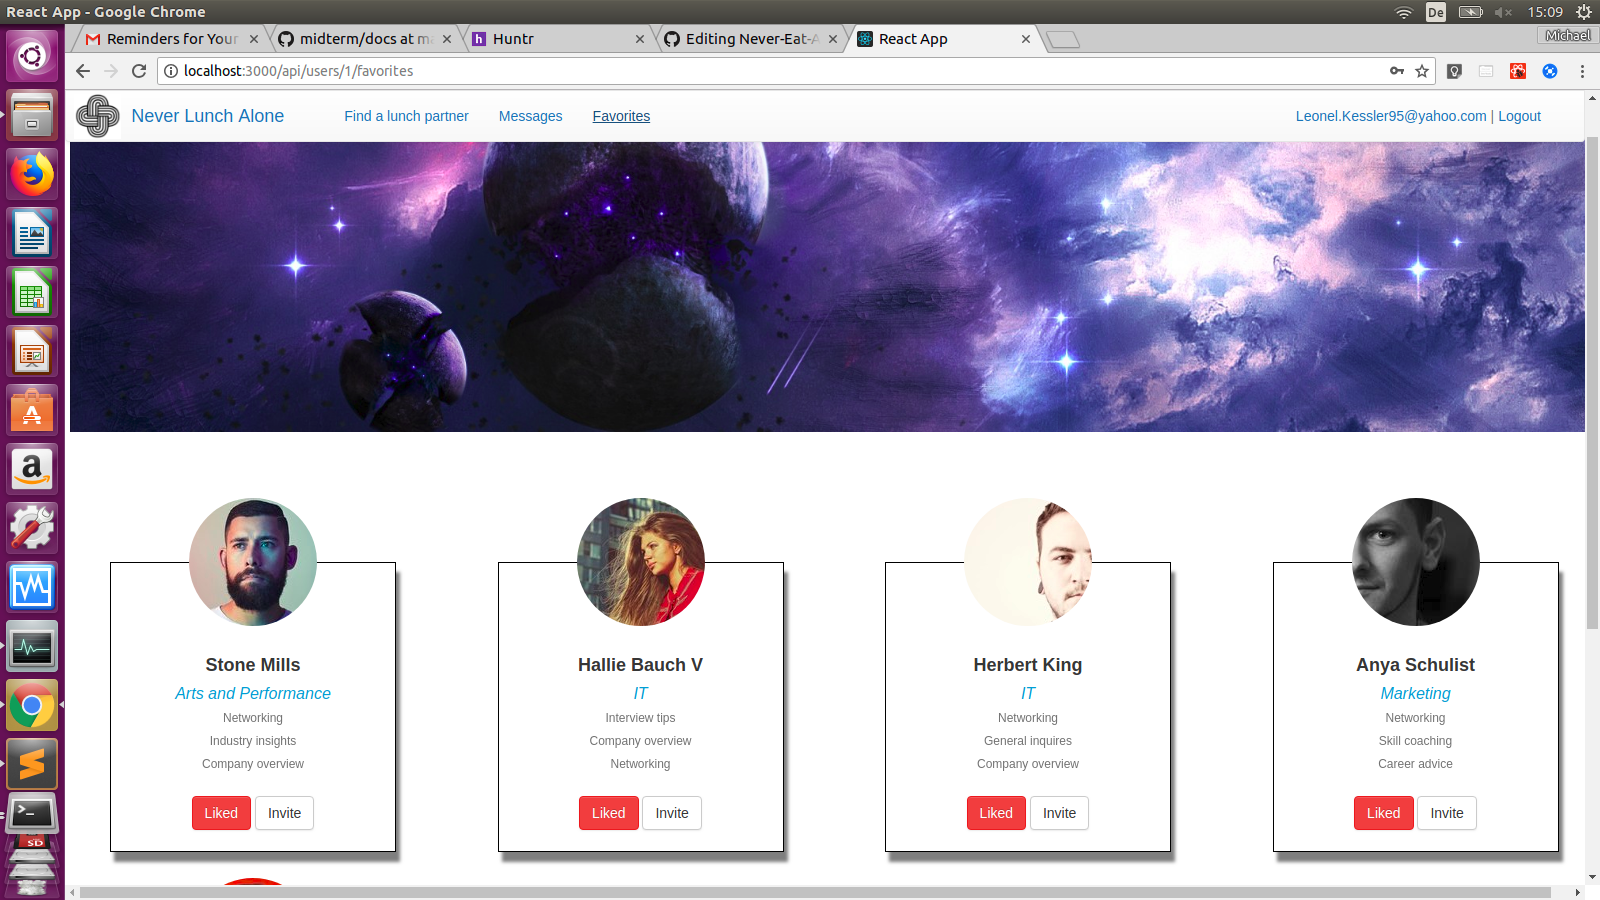 React App - Google Chrome
De
15:09
Reminders for Your
midterm/docs at ma
Huntr
Editing Never-Eat-A
React App
Michael
localhost:3000/api/users/1/favorites
Never Lunch Alone
Find a lunch partner
Messages
Favorites
Leonel.Kessler95@yahoo.com | Logout
Stone Mills
Arts and Performance
Networking
Industry insights
Company overview
Liked
Invite
Hallie Bauch V
IT
Interview tips
Company overview
Networking
Liked
Invite
Herbert King
IT
Networking
General inquires
Company overview
Liked
Invite
Anya Schulist
Marketing
Networking
Skill coaching
Career advice
Liked
Invite